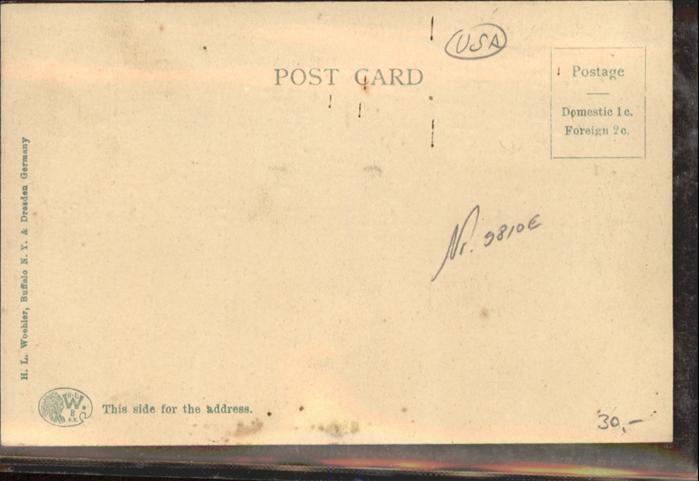 USA
POST CARD
Postage
Domestic 1c.
Foreign 2c.
H. L. Woehler, Buffalo N. Y. & Dresden Germany
Nr. 9810E
W
B
This side for the address.
30,-